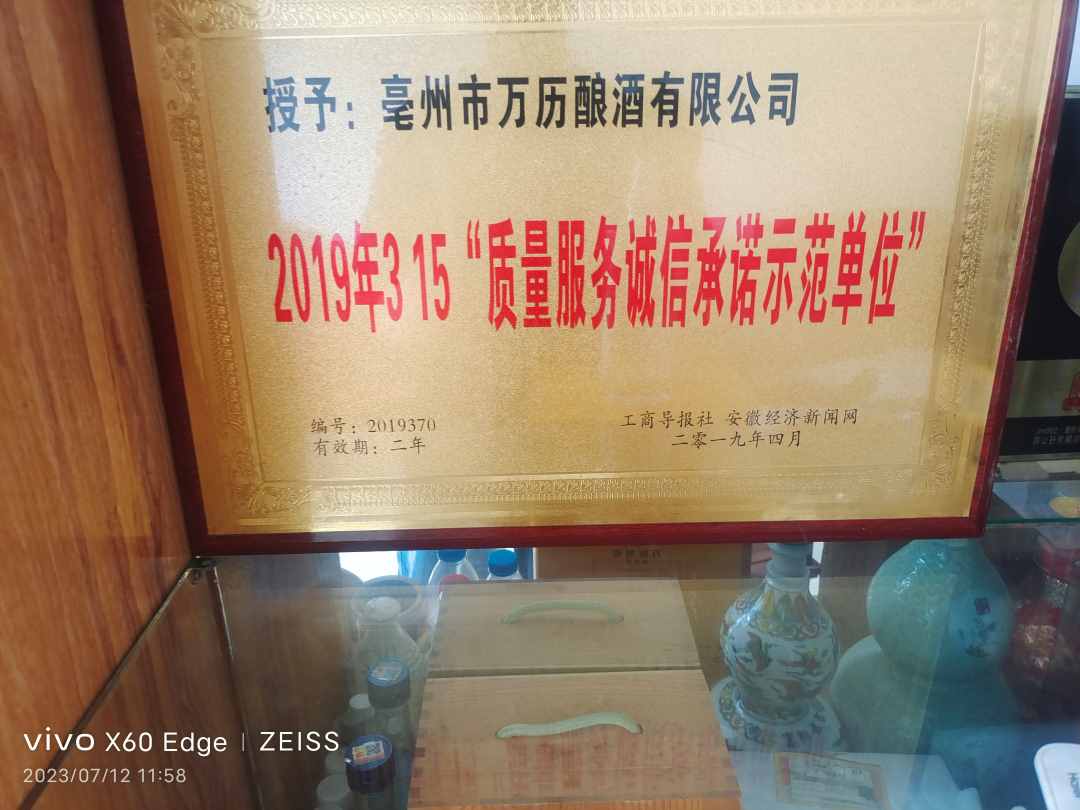 授予：亳州市万历酿酒有限公司
2019年3 15“质量服务诚信承诺示范单位”
编号：2019370
有效期：二年
工商导报社 安徽经济新闻网
二零一九年四月
vivo X60 Edge | ZEISS
2023/07/12 11:58